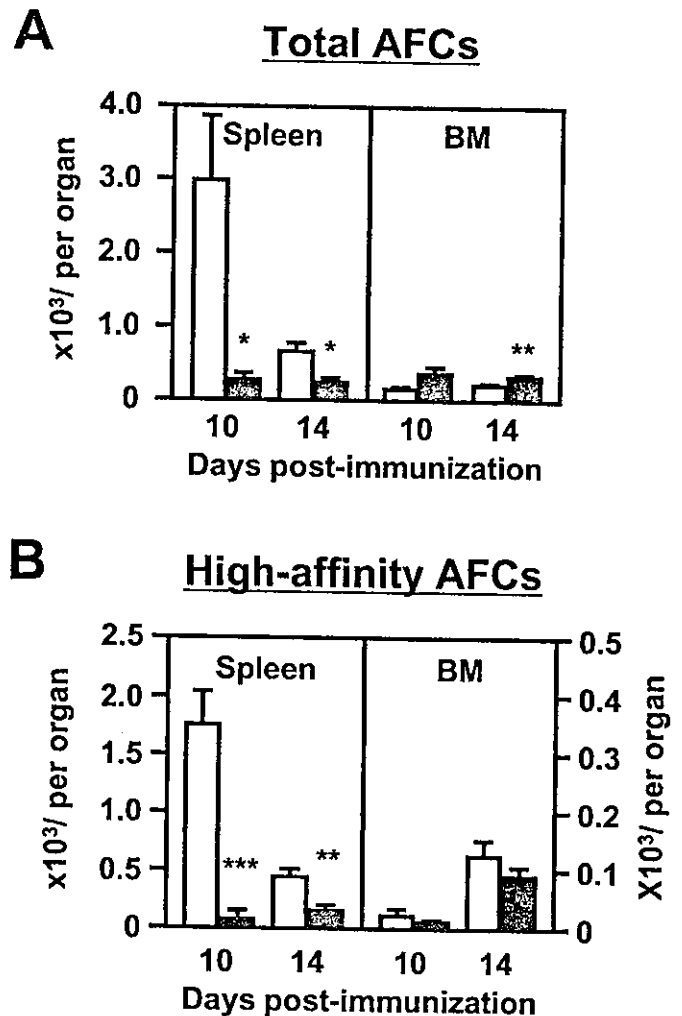 A
Total AFCs
4.0
3.0
2.0
1.0
0
x10³/ per organ
Spleen
BM
*
*
**
10 14 10 14
Days post-immunization
B
High-affinity AFCs
2.5
2.0
1.5
1.0
0.5
0
x10³/ per organ
Spleen
BM
***
**
0.5
0.4
0.3
0.2
0.1
0
X10³/ per organ
10 14 10 14
Days post-immunization